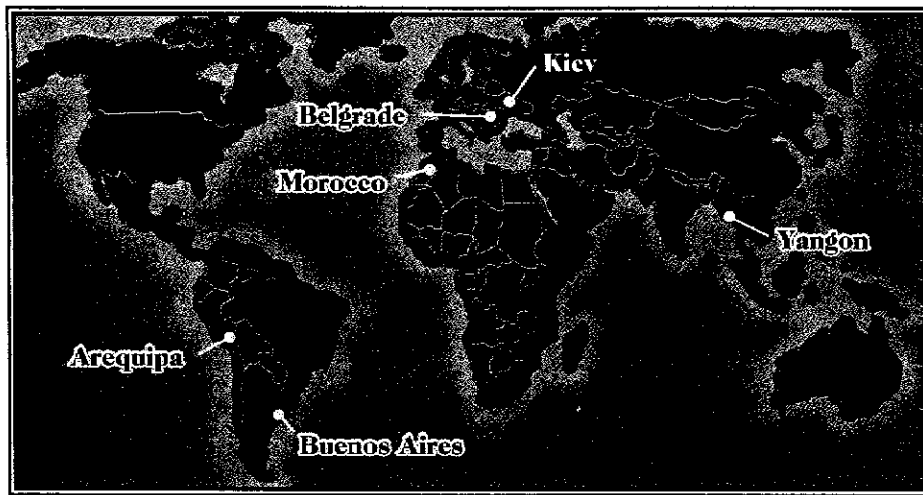 Kiev
Belgrade
Morocco
Yangon
Arequipa
Buenos Aires